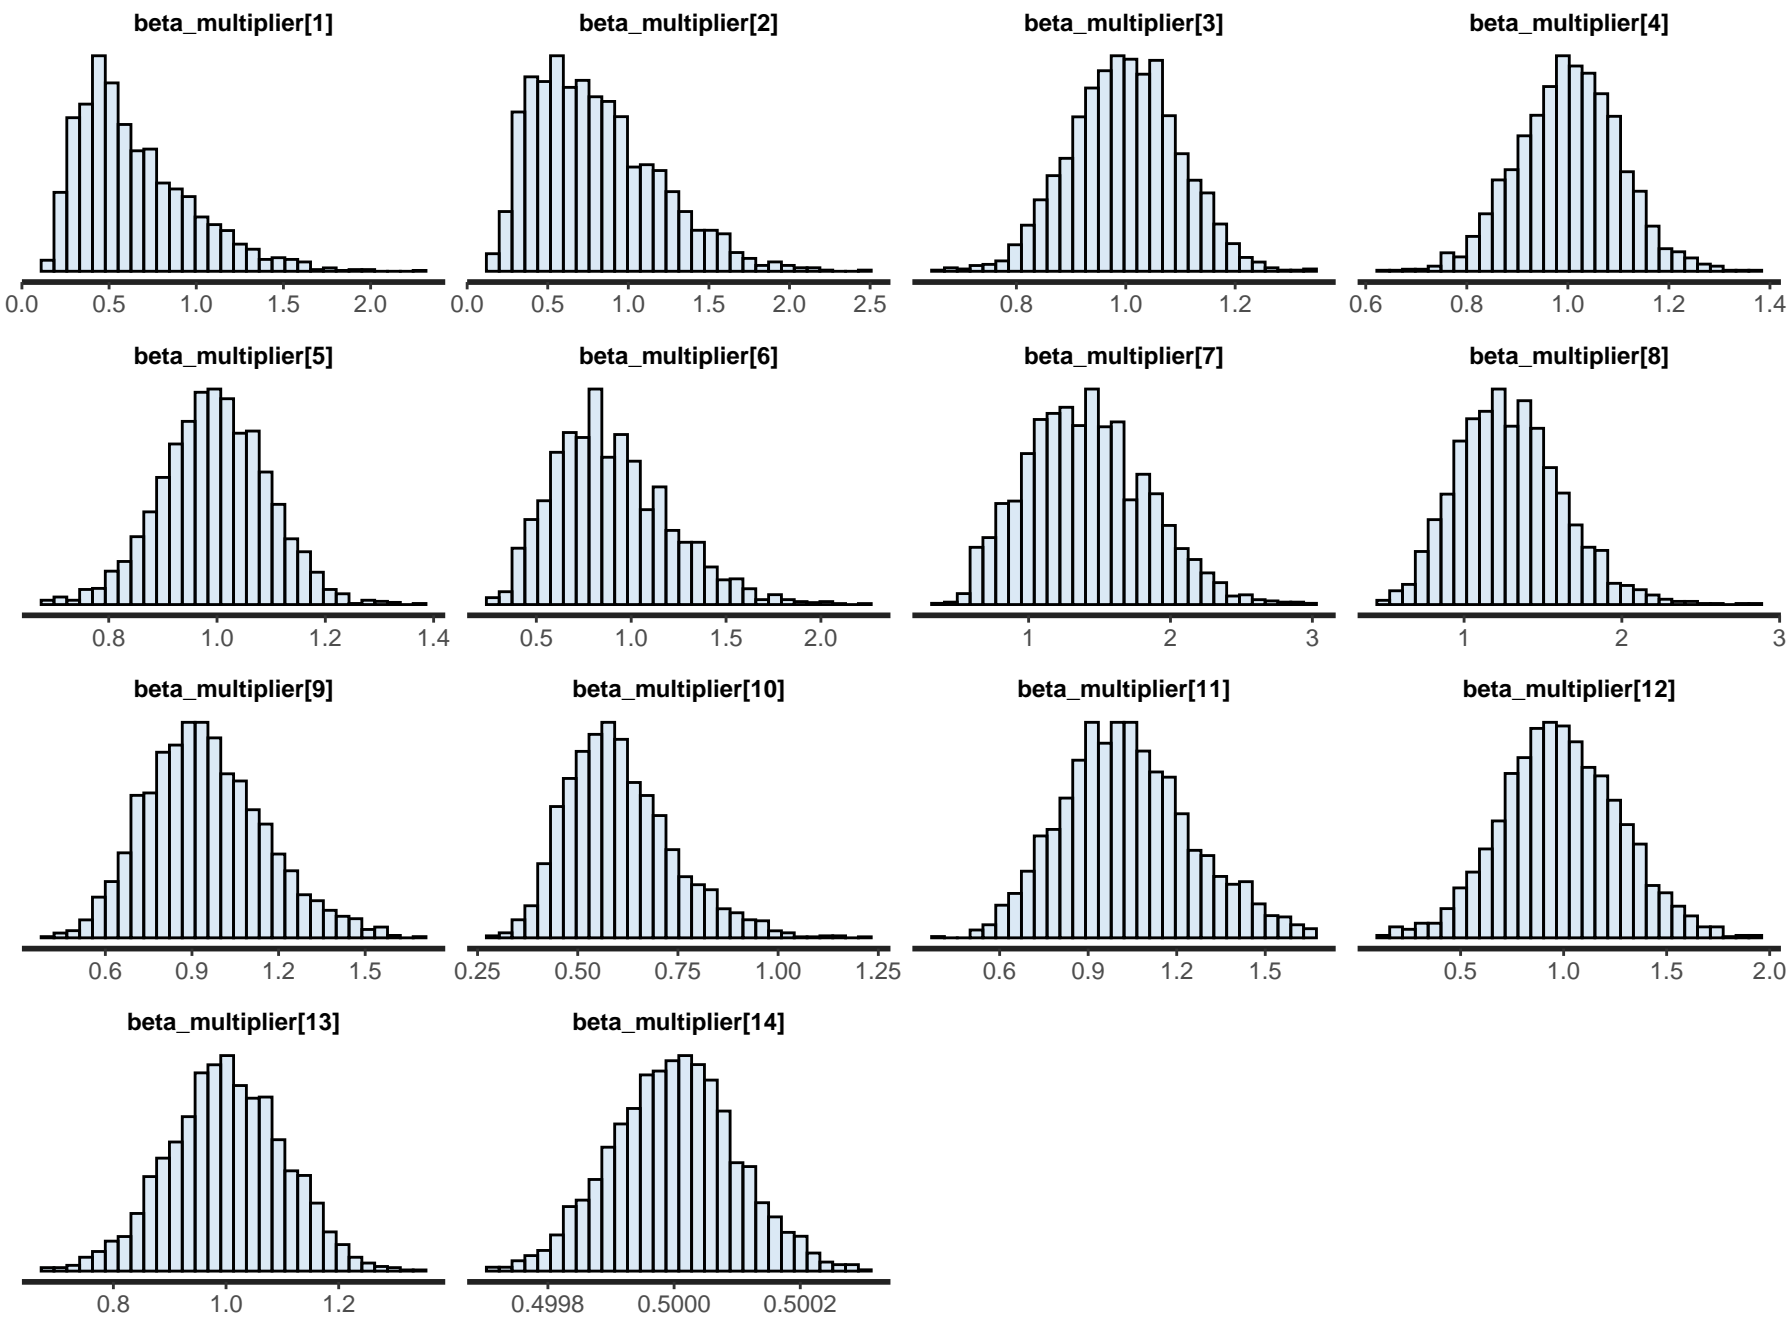 beta_multiplier[1] beta_multiplier[2] beta_multiplier[3] beta_multiplier[4]
0.0 0.5 1.0 1.5 2.0 0.0 0.5 1.0 1.5 2.0 2.5 0.8 1.0 1.2 0.6 0.8 1.0 1.2 1.4
beta_multiplier[5] beta_multiplier[6] beta_multiplier[7] beta_multiplier[8]
0.8 1.0 1.2 1.4 0.5 1.0 1.5 2.0 1 2 3 1 2 3
beta_multiplier[9] beta_multiplier[10] beta_multiplier[11] beta_multiplier[12]
0.6 0.9 1.2 1.5 0.25 0.50 0.75 1.00 1.25 0.6 0.9 1.2 1.5 0.5 1.0 1.5 2.0
beta_multiplier[13] beta_multiplier[14]
0.8 1.0 1.2 0.4998 0.5000 0.5002